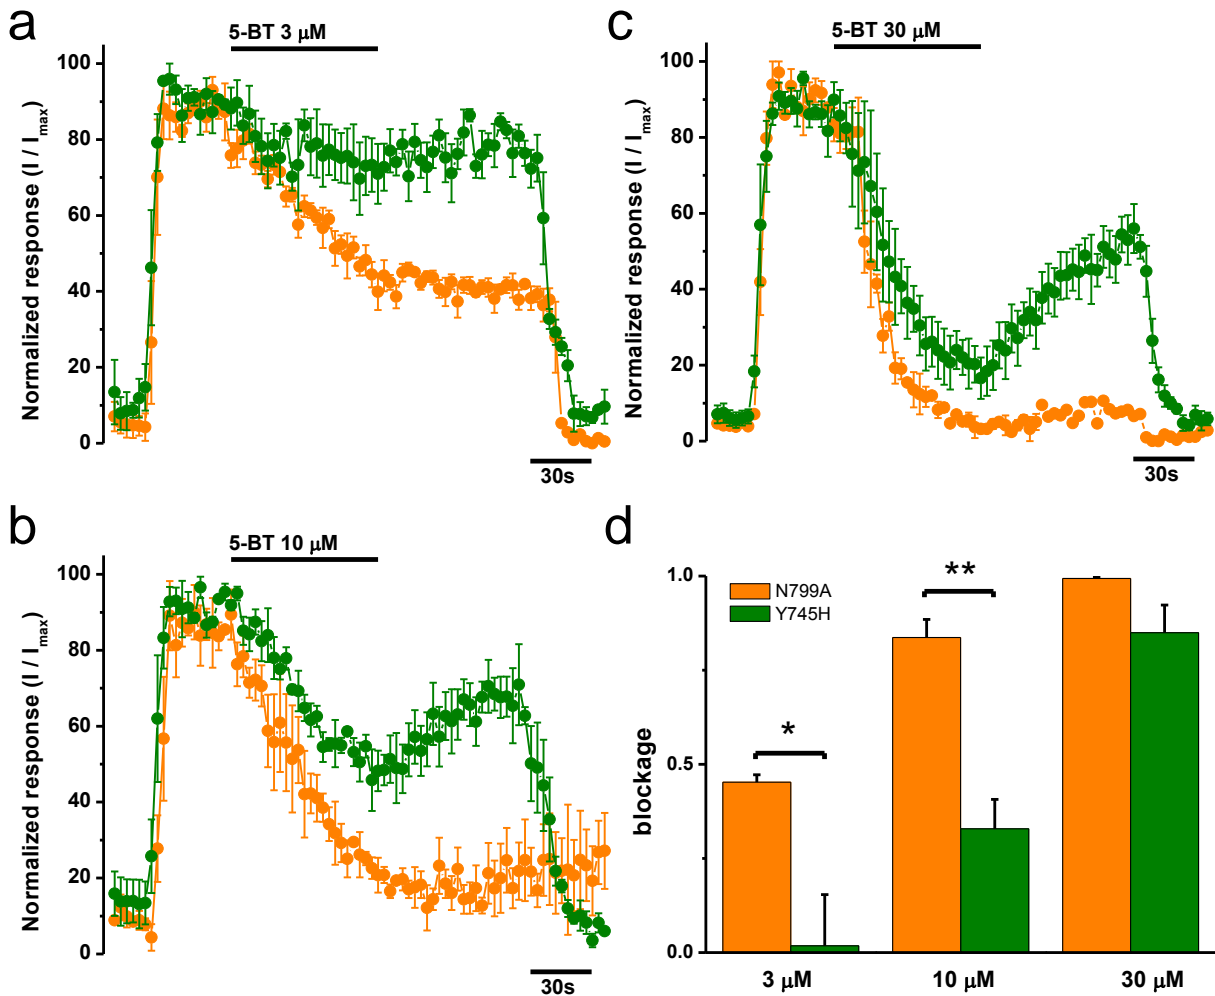 a
5-BT 3 μM
Normalized response (I / Imax)
100
80
60
40
20
0
30s
c
5-BT 30 μM
Normalized response (I / Imax)
100
80
60
40
20
0
30s
b
5-BT 10 μM
Normalized response (I / Imax)
100
80
60
40
20
0
30s
d
blockage
1.0
0.5
0.0
N799A
Y745H
*
**
3 μM
10 μM
30 μM